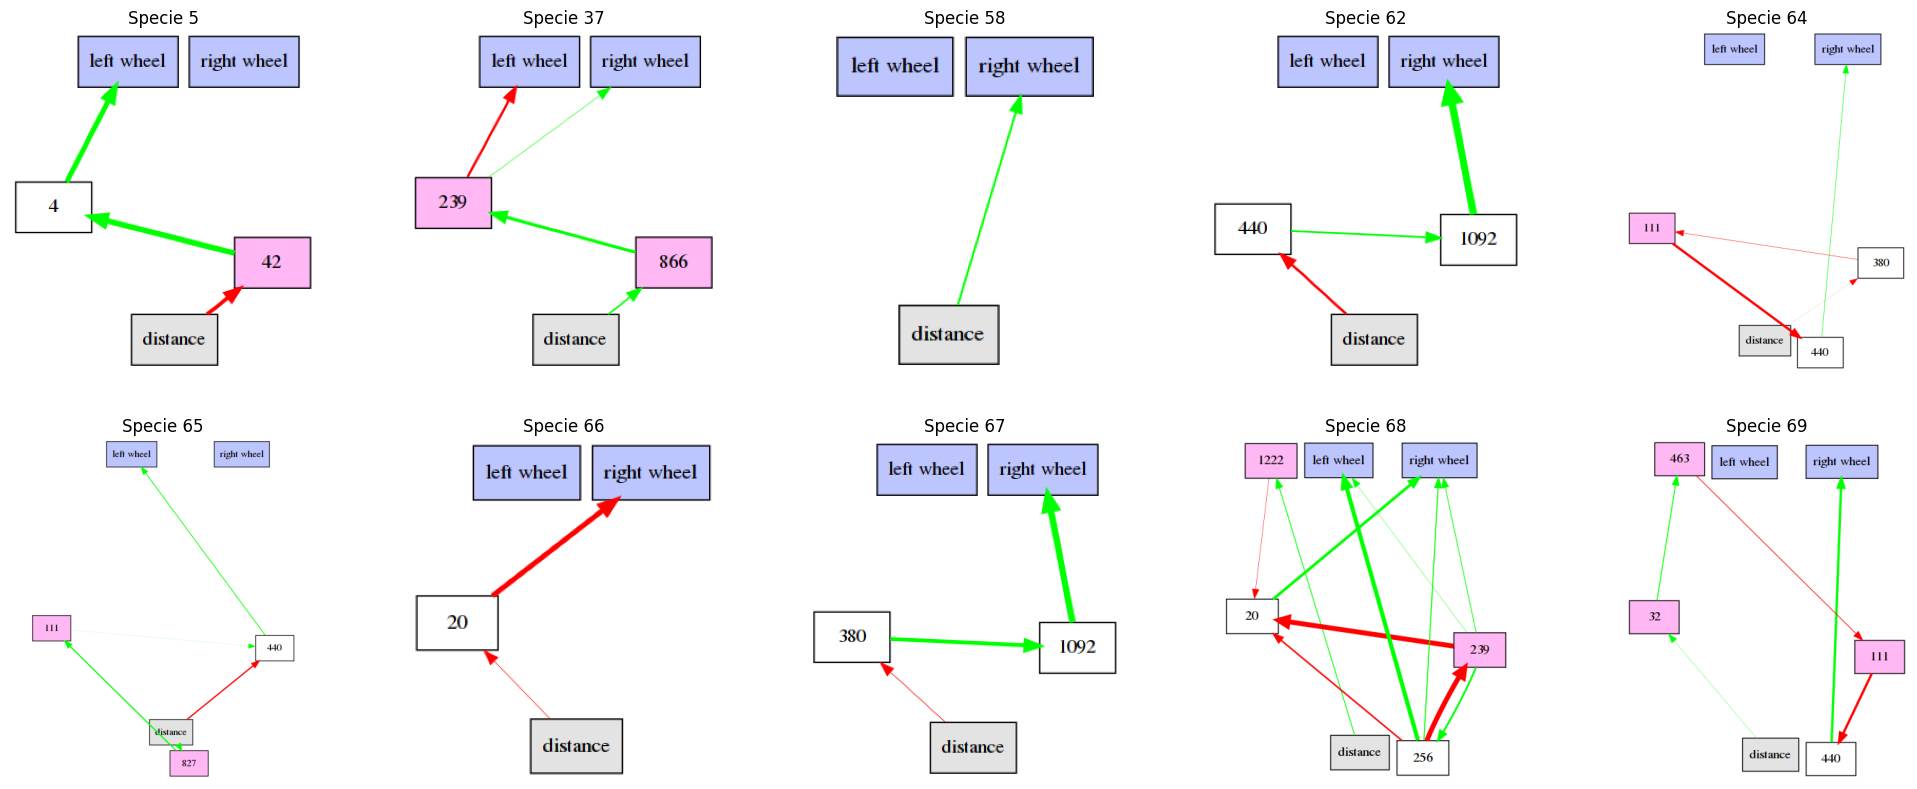 Specie 5
left wheel
right wheel
4
42
distance
Specie 37
left wheel
right wheel
239
866
distance
Specie 58
left wheel
right wheel
distance
Specie 62
left wheel
right wheel
440
1092
distance
Specie 64
left wheel
right wheel
111
380
distance
440
Specie 65
left wheel
right wheel
111
440
distance
827
Specie 66
left wheel
right wheel
20
distance
Specie 67
left wheel
right wheel
380
1092
distance
Specie 68
1222
left wheel
right wheel
20
239
distance
256
Specie 69
463
left wheel
right wheel
32
111
distance
440